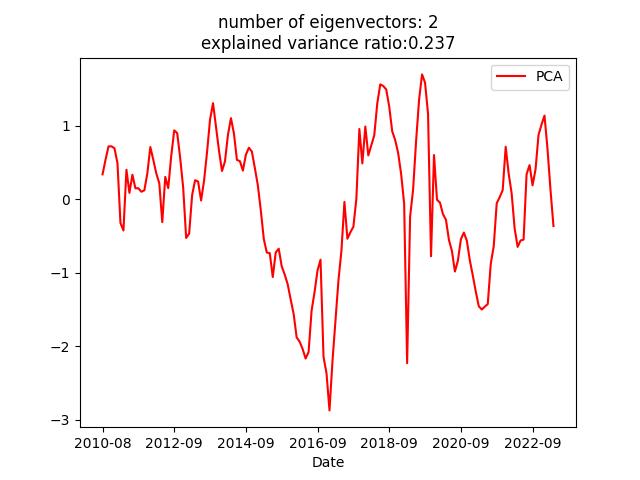 number of eigenvectors: 2
explained variance ratio:0.237
PCA
1
0
−1
−2
−3
2010-08 2012-09 2014-09 2016-09 2018-09 2020-09 2022-09
Date